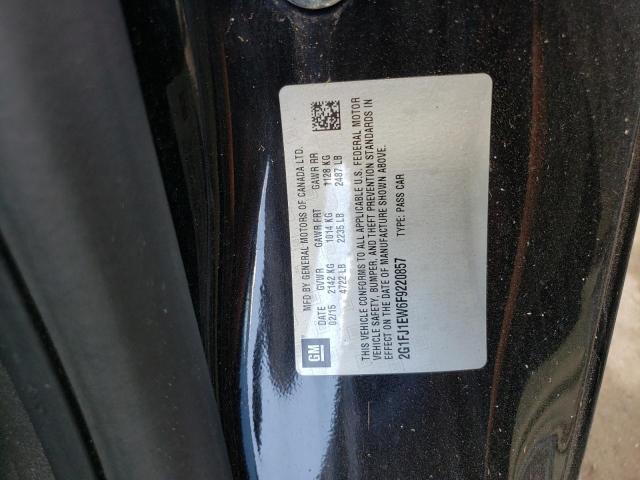 GM
MFD BY GENERAL MOTORS OF CANADA LTD.
DATE GVWR GAWR FRT GAWR RR
02/15 2142 KG 1014 KG 1128 KG
4722 LB 2235 LB 2487 LB
THIS VEHICLE CONFORMS TO ALL APPLICABLE U.S. FEDERAL MOTOR
VEHICLE SAFETY, BUMPER, AND THEFT PREVENTION STANDARDS IN
EFFECT ON THE DATE OF MANUFACTURE SHOWN ABOVE.
2G1FJ1EW6F9220857 TYPE: PASS CAR